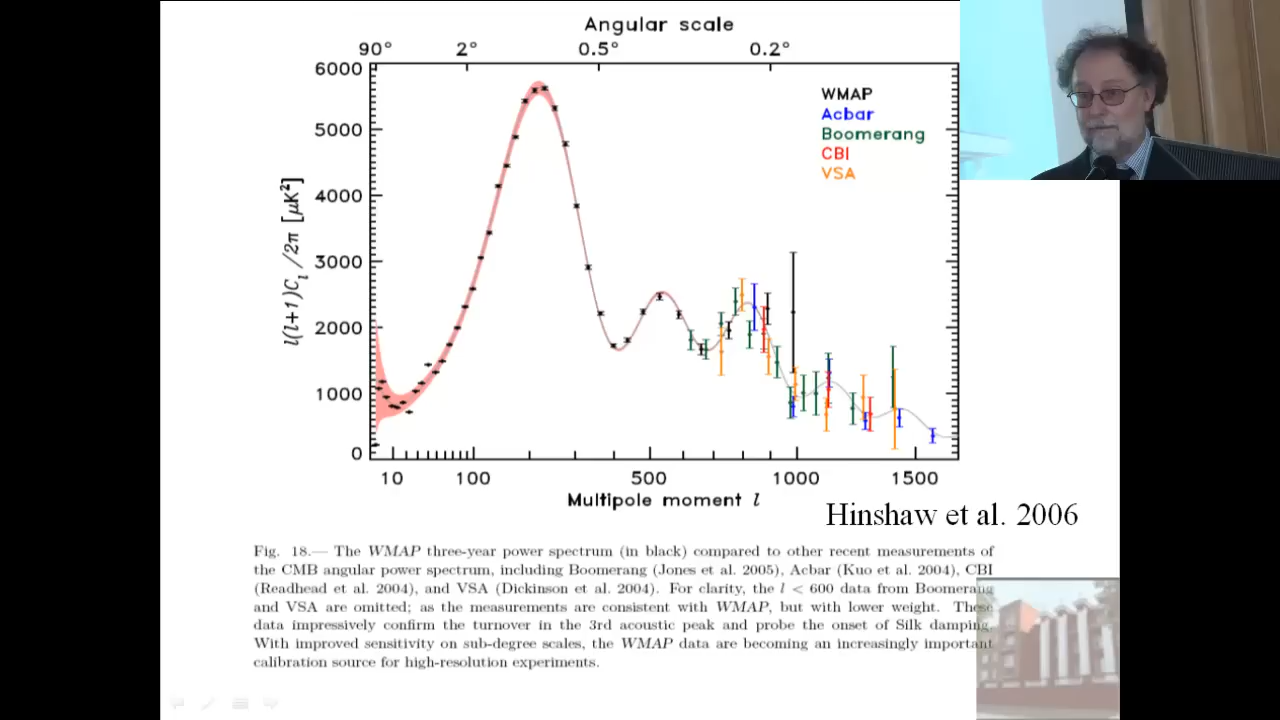 Angular scale
90° 2° 0.5° 0.2°
6000
5000
4000
3000
2000
1000
0
l(l+1)C_l/2π [μK²]
WMAP
Acbar
Boomerang
CBI
VSA
10 100 500 1000 1500
Multipole moment l
Hinshaw et al. 2006
Fig. 18.— The WMAP three-year power spectrum (in black) compared to other recent measurements of
the CMB angular power spectrum, including Boomerang (Jones et al. 2005), Acbar (Kuo et al. 2004), CBI
(Readhead et al. 2004), and VSA (Dickinson et al. 2004). For clarity, the l < 600 data from Boomerang
and VSA are omitted; as the measurements are consistent with WMAP, but with lower weight. These
data impressively confirm the turnover in the 3rd acoustic peak and probe the onset of Silk damping.
With improved sensitivity on sub-degree scales, the WMAP data are becoming an increasingly important
calibration source for high-resolution experiments.